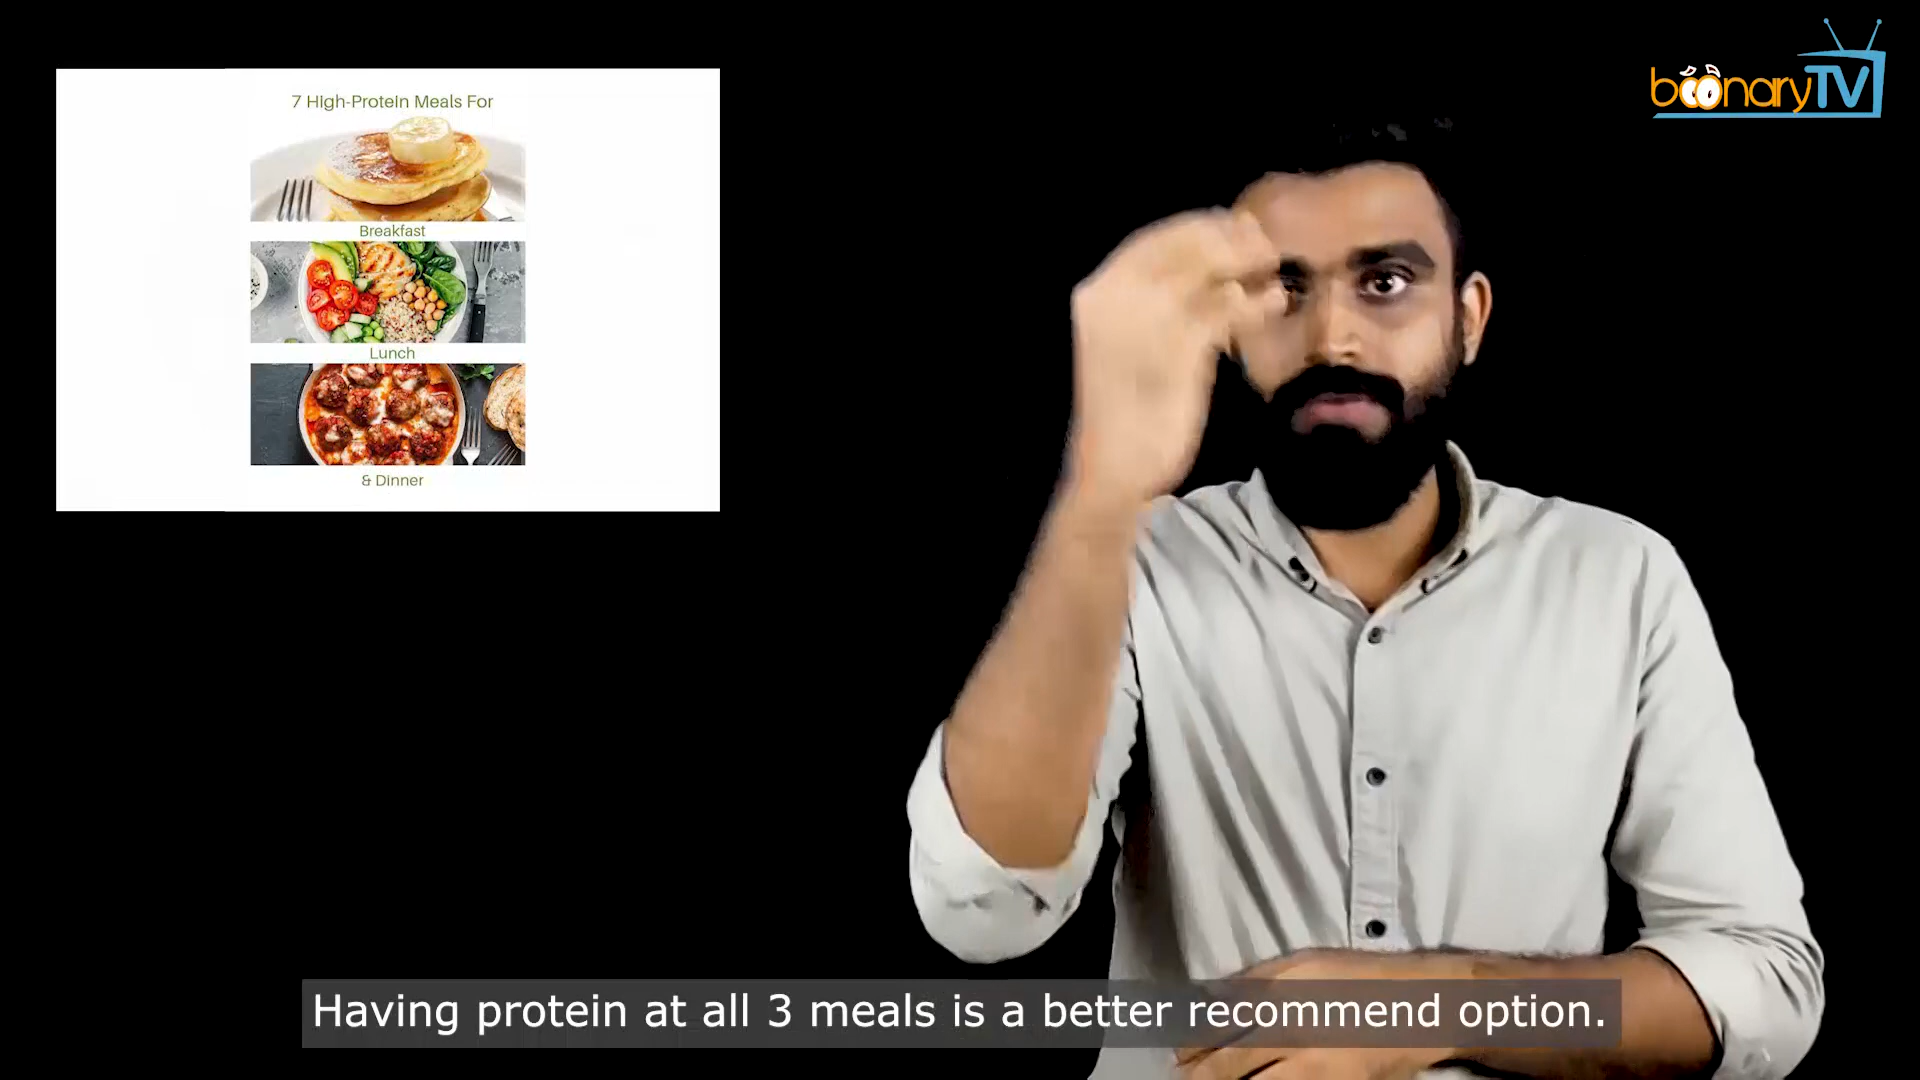 boonaryTV
7 High-Protein Meals For
Breakfast
Lunch
& Dinner
Having protein at all 3 meals is a better recommend option.